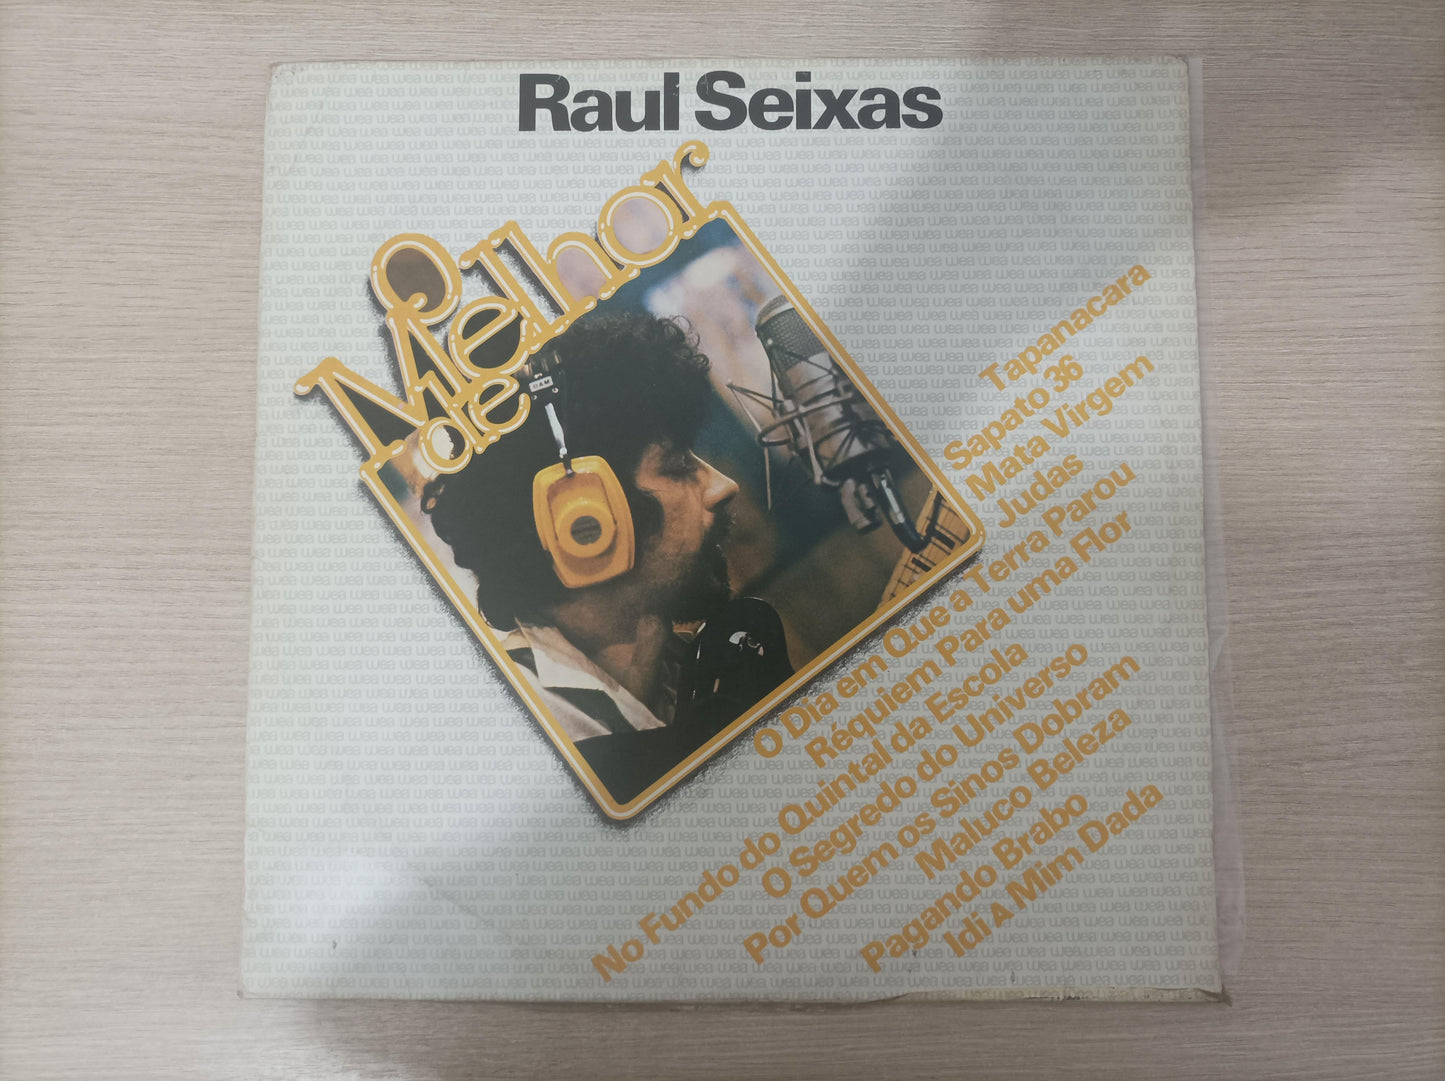 Raul Seixas
O
Melhor
de
Tapanacara
Sapato 36
Mata Virgem
Judas
O Dia em Que a Terra Parou
Réquiem Para uma Flor
No Fundo do Quintal da Escola
O Segredo do Universo
Por Quem os Sinos Dobram
Maluco Beleza
Pagando Brabo
Idi A Mim Dada
wea